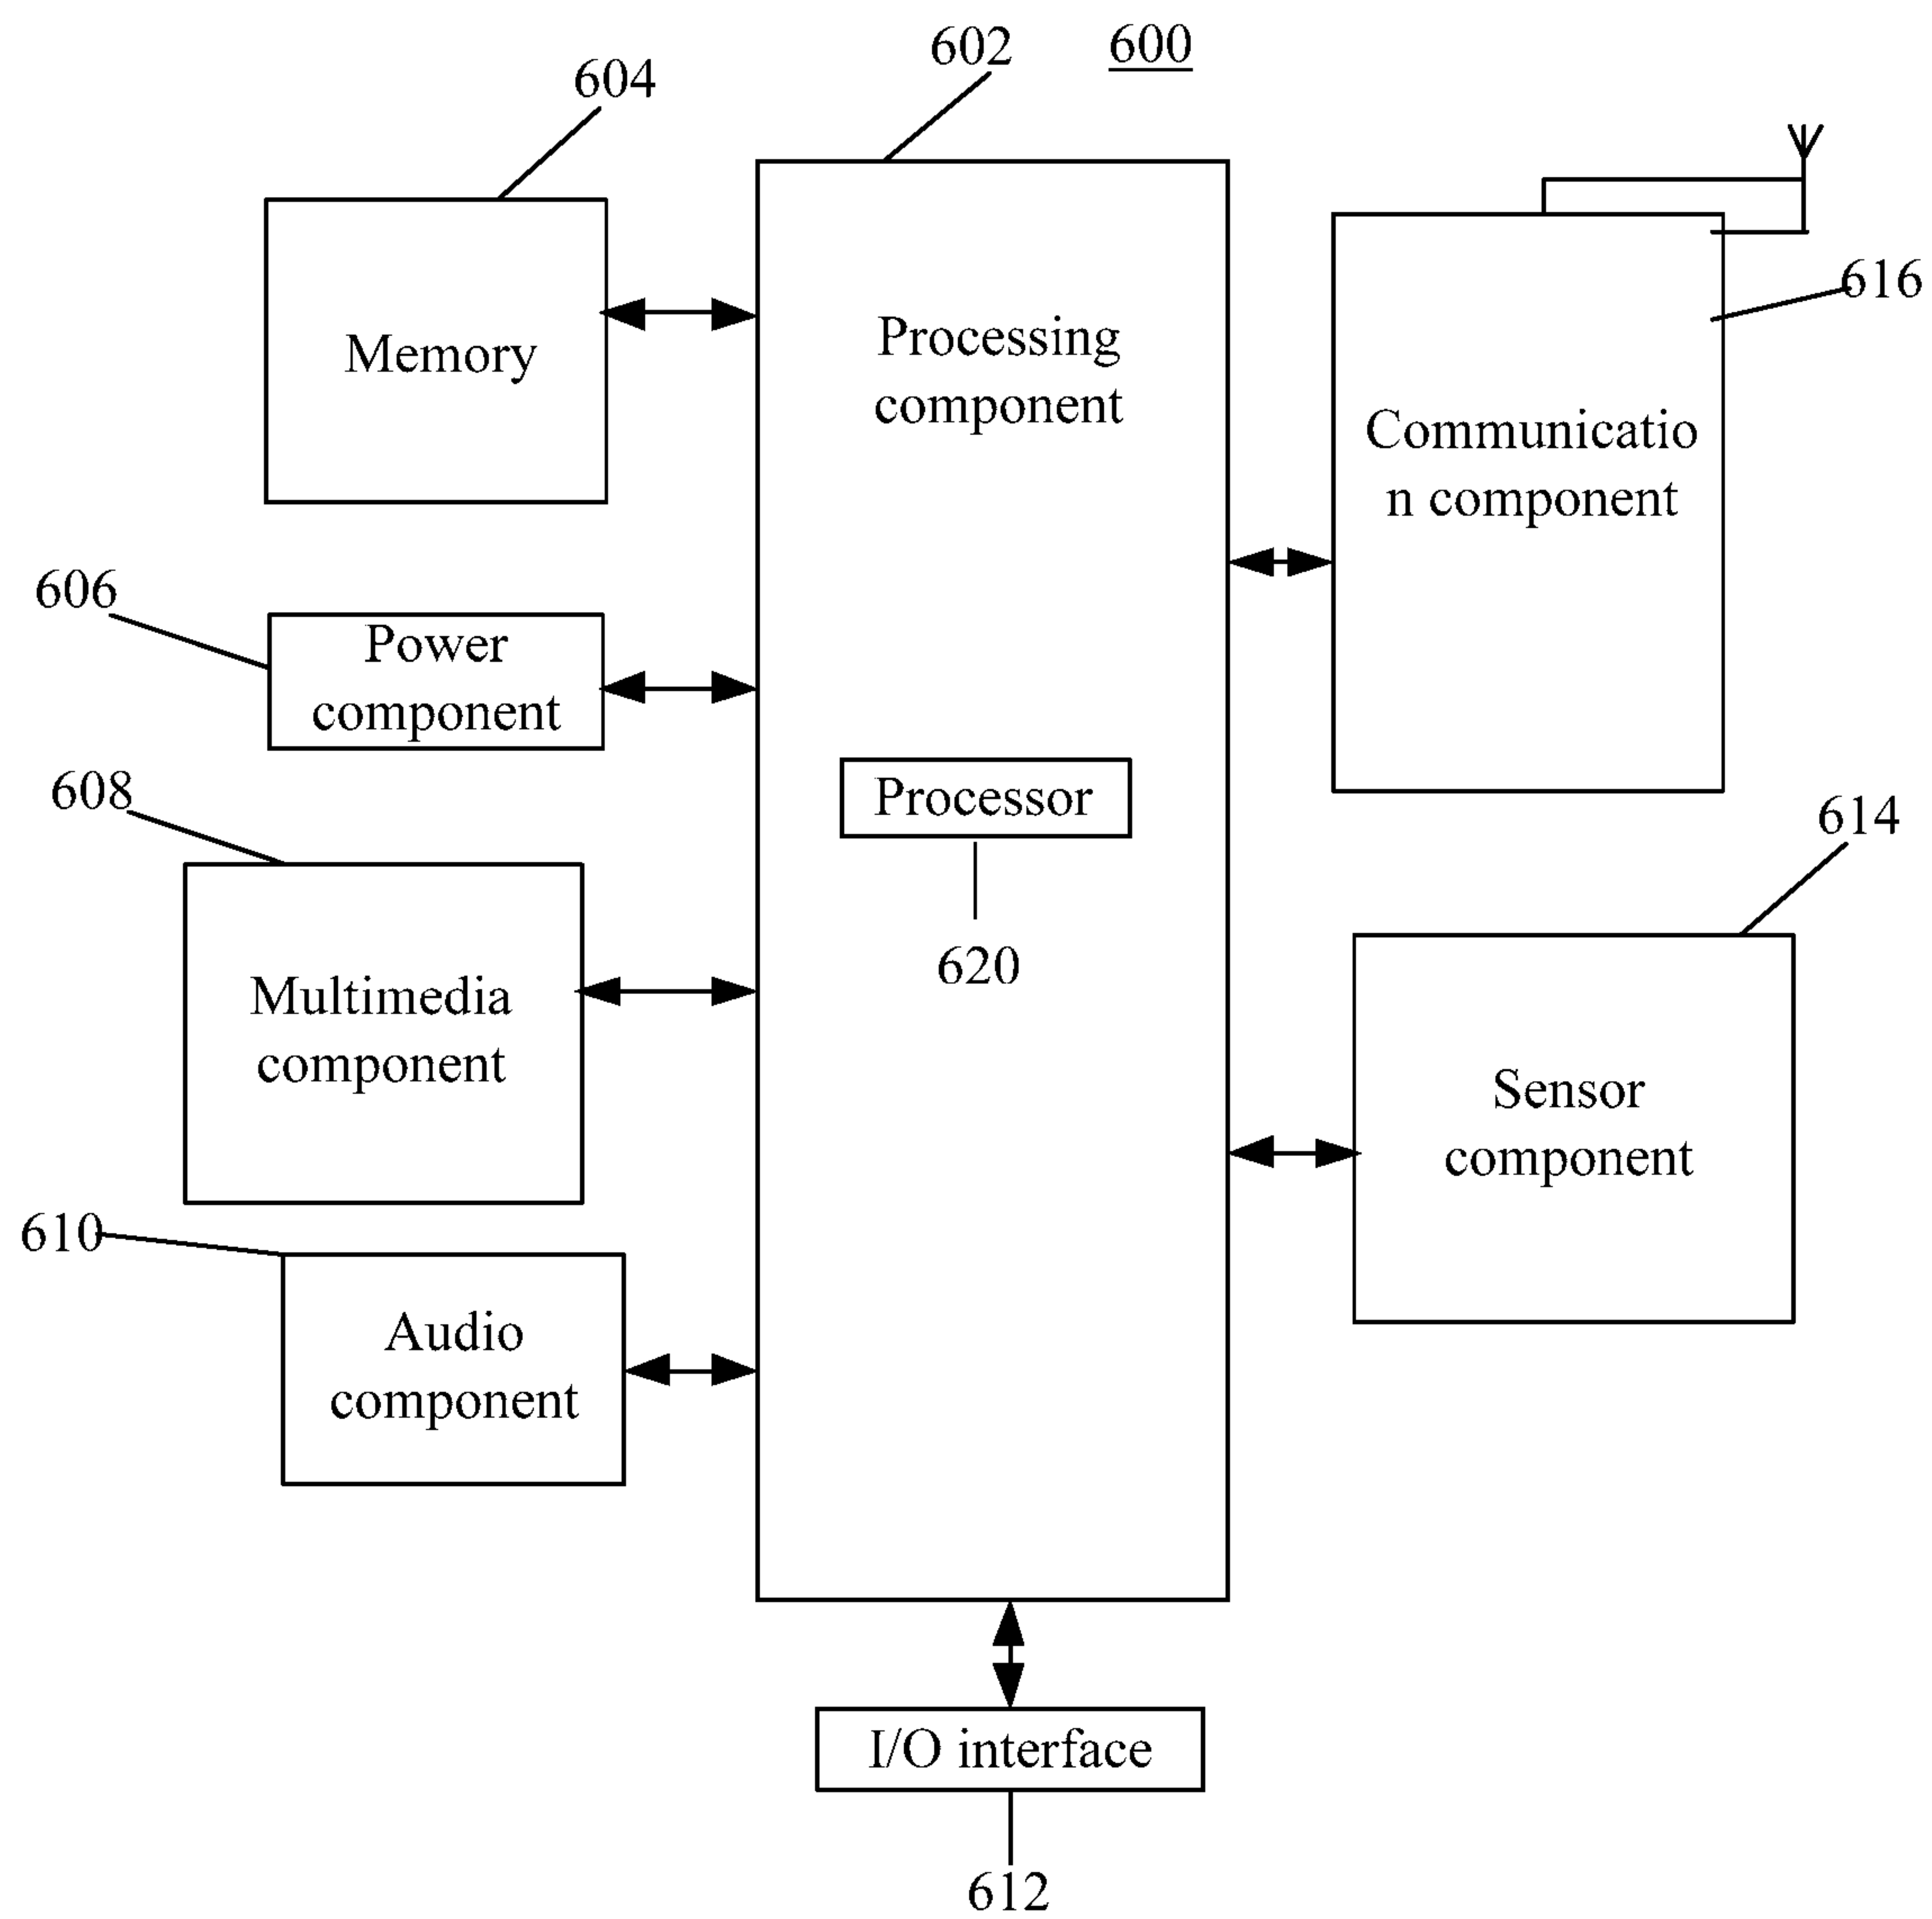 602
600
604
616
Memory
Processing
component
Communicatio
n component
606
Power
component
608
Processor
620
614
Multimedia
component
Sensor
component
610
Audio
component
I/O interface
612